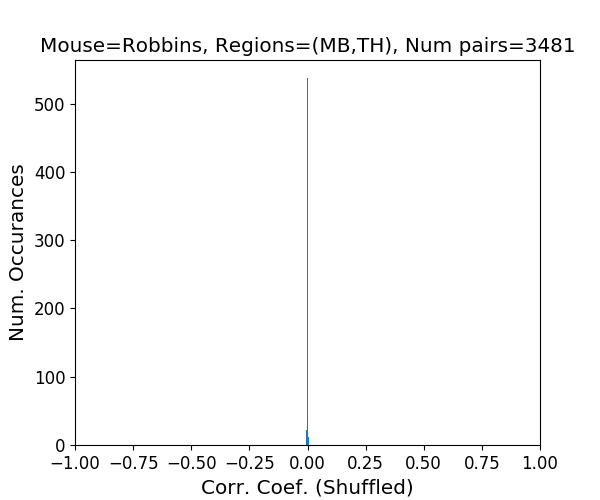 Mouse=Robbins, Regions=(MB,TH), Num pairs=3481
Num. Occurances
500
400
300
200
100
0
−1.00 −0.75 −0.50 −0.25 0.00 0.25 0.50 0.75 1.00
Corr. Coef. (Shuffled)